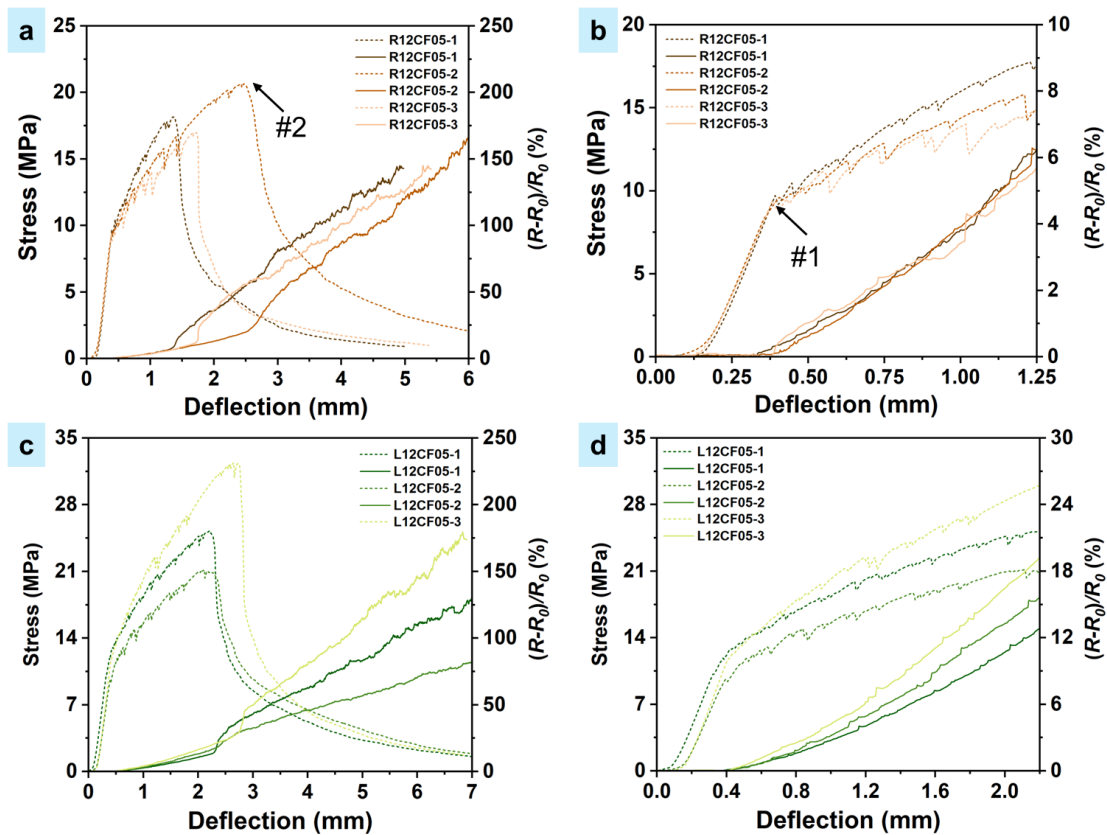 a
Stress (MPa)
25
20
15
10
5
0
R12CF05-1
R12CF05-1
R12CF05-2
R12CF05-2
R12CF05-3
R12CF05-3
#2
250
200
150
100
50
0
(R-R0)/R0 (%)
0 1 2 3 4 5 6
Deflection (mm)
b
Stress (MPa)
20
15
10
5
0
R12CF05-1
R12CF05-1
R12CF05-2
R12CF05-2
R12CF05-3
R12CF05-3
#1
10
8
6
4
2
0
(R-R0)/R0 (%)
0.00 0.25 0.50 0.75 1.00 1.25
Deflection (mm)
c
Stress (MPa)
35
28
21
14
7
0
L12CF05-1
L12CF05-1
L12CF05-2
L12CF05-2
L12CF05-3
250
200
150
100
50
0
(R-R0)/R0 (%)
0 1 2 3 4 5 6 7
Deflection (mm)
d
Stress (MPa)
35
28
21
14
7
0
L12CF05-1
L12CF05-1
L12CF05-2
L12CF05-2
L12CF05-3
L12CF05-3
30
24
18
12
6
0
(R-R0)/R0 (%)
0.0 0.4 0.8 1.2 1.6 2.0
Deflection (mm)